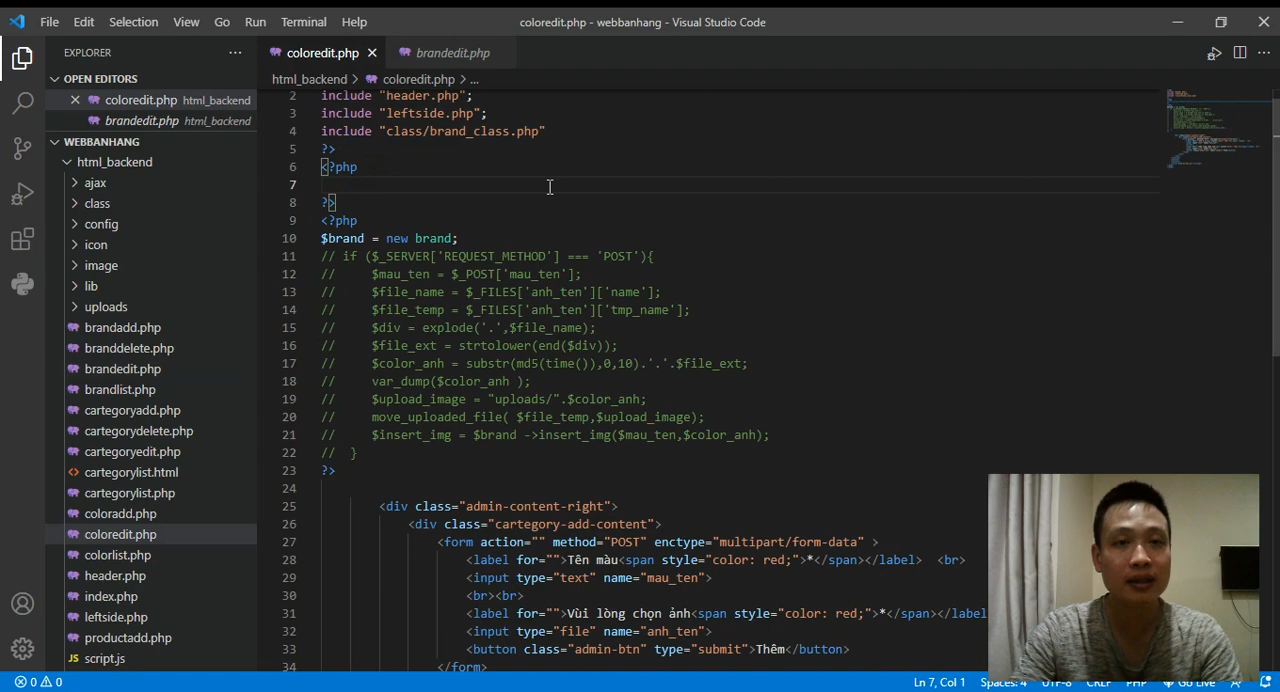 File Edit Selection View Go Run Terminal Help
coloredit.php - webbanhang - Visual Studio Code
EXPLORER
OPEN EDITORS
coloredit.php html_backend
brandedit.php html_backend
WEBBANHANG
html_backend
ajax
class
config
icon
image
lib
uploads
brandadd.php
branddelete.php
brandedit.php
brandlist.php
cartegoryadd.php
cartegorydelete.php
cartegoryedit.php
cartegorylist.html
cartegorylist.php
coloradd.php
coloredit.php
colorlist.php
header.php
index.php
leftside.php
productadd.php
script.js
coloredit.php brandedit.php
html_backend > coloredit.php > ...
2 include "header.php";
3 include "leftside.php";
4 include "class/brand_class.php"
5 ?>
6 <?php
7
8 ?>
9 <?php
10 $brand = new brand;
11 // if ($_SERVER['REQUEST_METHOD'] === 'POST'){
12 // $mau_ten = $_POST['mau_ten'];
13 // $file_name = $_FILES['anh_ten']['name'];
14 // $file_temp = $_FILES['anh_ten']['tmp_name'];
15 // $div = explode('.',$file_name);
16 // $file_ext = strtolower(end($div));
17 // $color_anh = substr(md5(time()),0,10).'.'.$file_ext;
18 // var_dump($color_anh );
19 // $upload_image = "uploads/".$color_anh;
20 // move_uploaded_file( $file_temp,$upload_image);
21 // $insert_img = $brand ->insert_img($mau_ten,$color_anh);
22 // }
23 ?>
24
25 <div class="admin-content-right">
26 <div class="cartegory-add-content">
27 <form action="" method="POST" enctype="multipart/form-data" >
28 <label for="">Tên màu<span style="color: red;">*</span></label> <br>
29 <input type="text" name="mau_ten">
30 <br><br>
31 <label for="">Vùi lòng chọn ảnh<span style="color: red;">*</span></label
32 <input type="file" name="anh_ten">
33 <button class="admin-btn" type="submit">Thêm</button>
34 </form>
0 0
Ln 7, Col 1 Spaces: 4 UTF-8 CRLF PHP Go Live